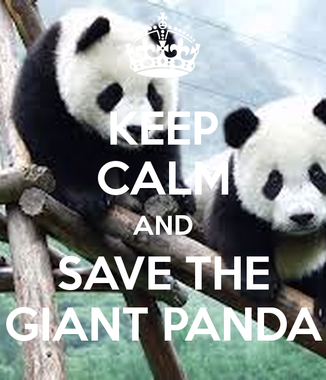 KEEP
CALM
AND
SAVE THE
GIANT PANDA